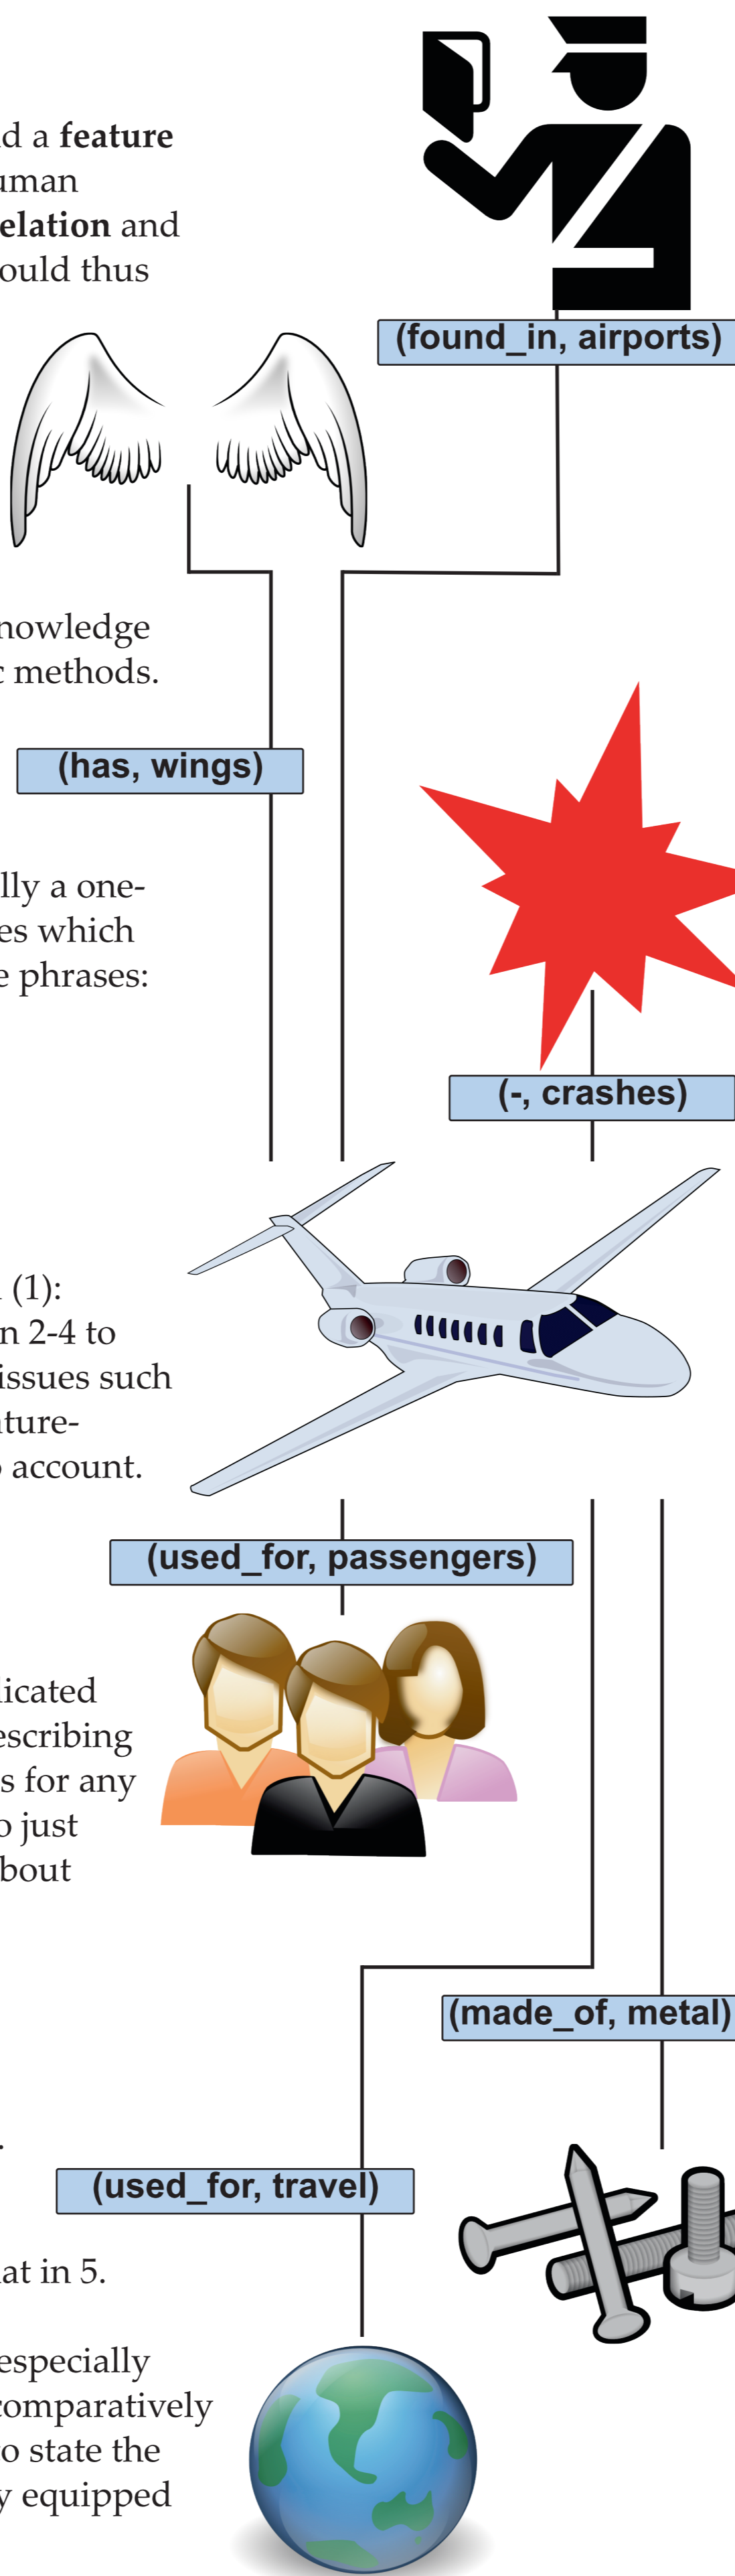 d a feature
uman
elation and
ould thus
(found_in, airports)
nowledge
c methods.
(has, wings)
lly a one-
es which
e phrases:
(-, crashes)
(1):
n 2-4 to
issues such
ture-
account.
(used_for, passengers)
licated
escribing
s for any
o just
bout
(made_of, metal)
(used_for, travel)
at in 5.
especially
comparatively
o state the
y equipped